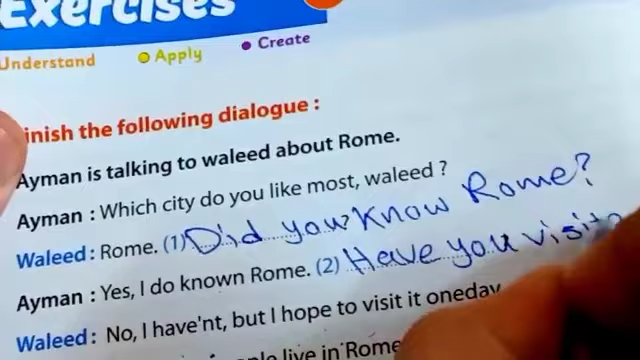 Exercises
Understand Apply Create
inish the following dialogue :
Ayman is talking to waleed about Rome.
Ayman : Which city do you like most, waleed ?
Waleed : Rome. (1) Did you? Know Rome?
Ayman : Yes, I do known Rome. (2) Have you visit
Waleed : No, I have'nt, but I hope to visit it oneday
live in Rome